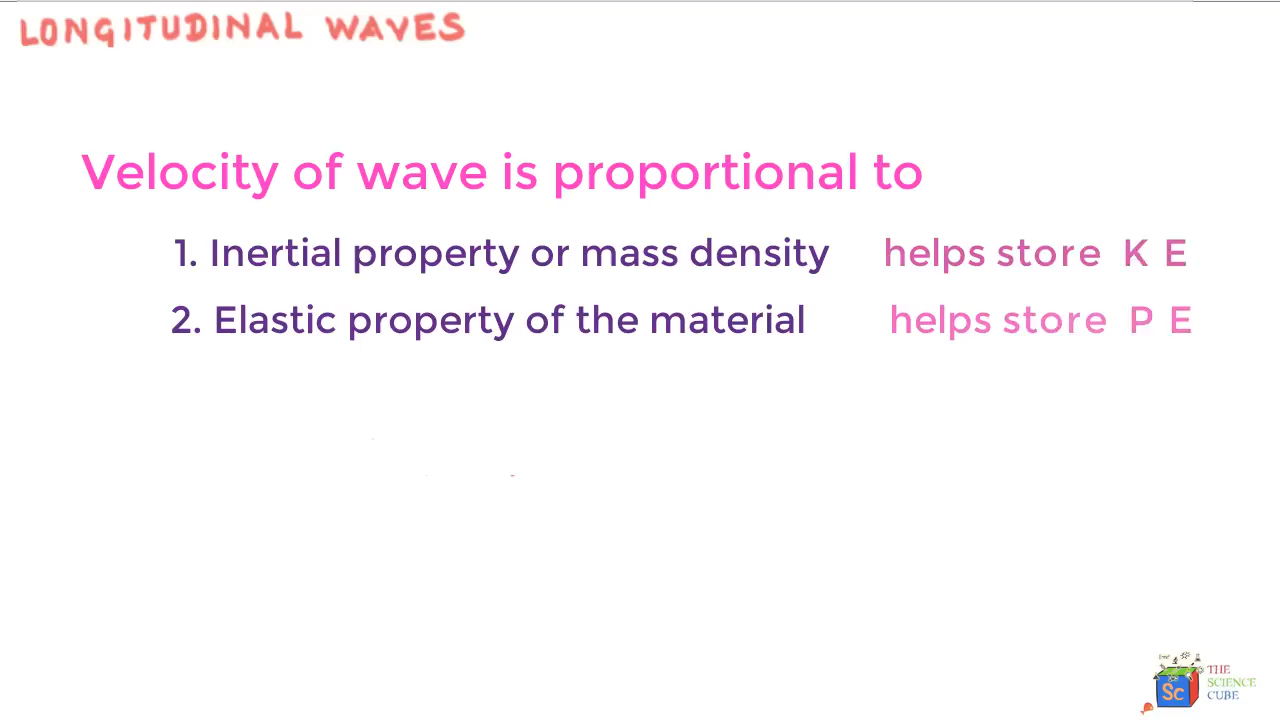 LONGITUDINAL WAVES
Velocity of wave is proportional to
1. Inertial property or mass density helps store K E
2. Elastic property of the material helps store P E
Sc
THE
SCIENCE
CUBE